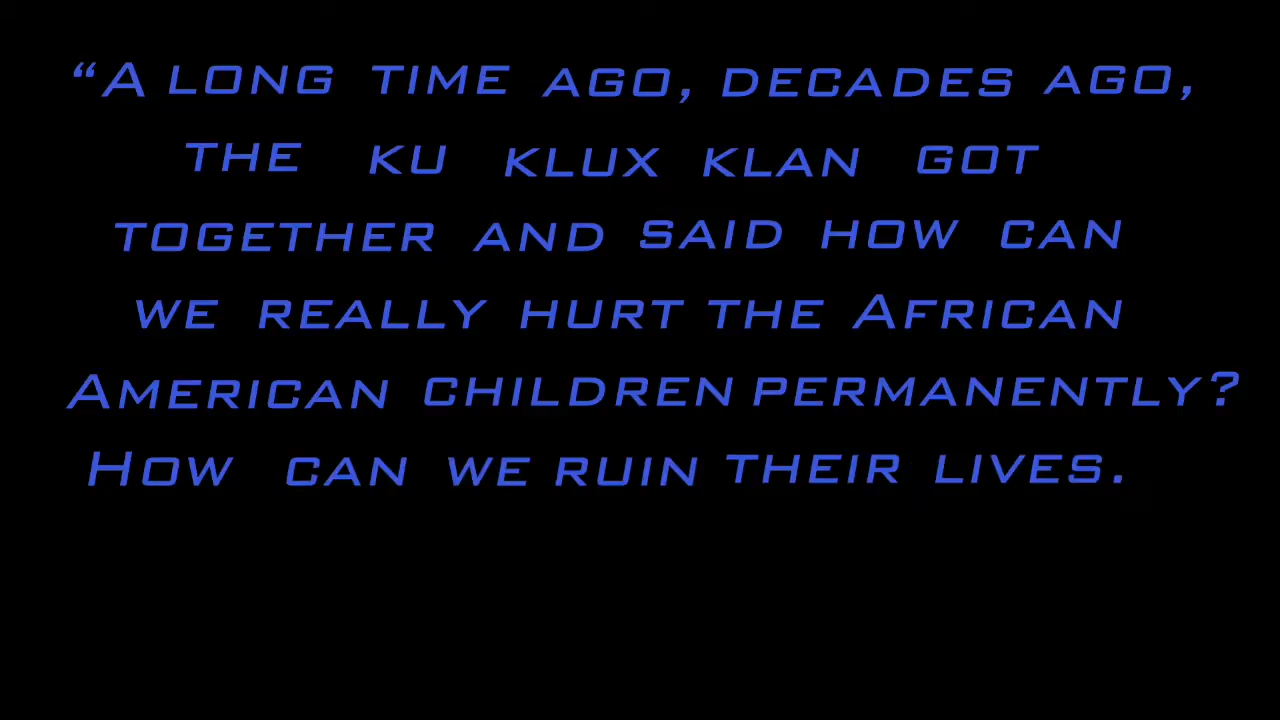 “A LONG TIME AGO, DECADES AGO,
THE KU KLUX KLAN GOT
TOGETHER AND SAID HOW CAN
WE REALLY HURT THE AFRICAN
AMERICAN CHILDREN PERMANENTLY?
HOW CAN WE RUIN THEIR LIVES.